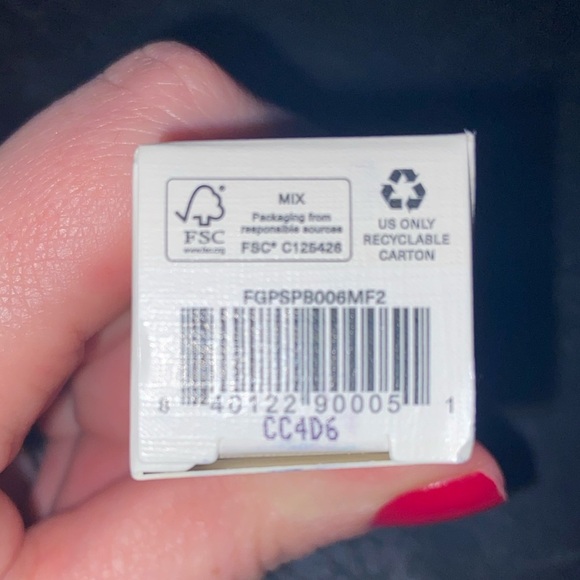 MIX
Packaging from
responsible sources
FSC® C125426
FSC
www.fsc.org
US ONLY
RECYCLABLE
CARTON
FGPSPB006MF2
8 40122 90005 1
CC4D6